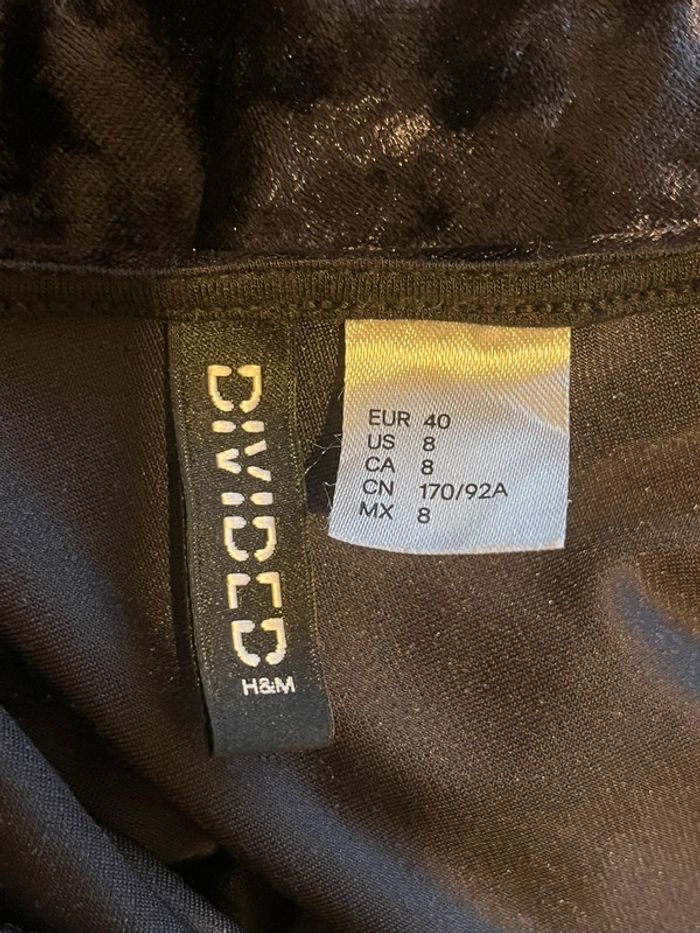 DIVIDED
H&M
EUR 40
US 8
CA 8
CN 170/92A
MX 8